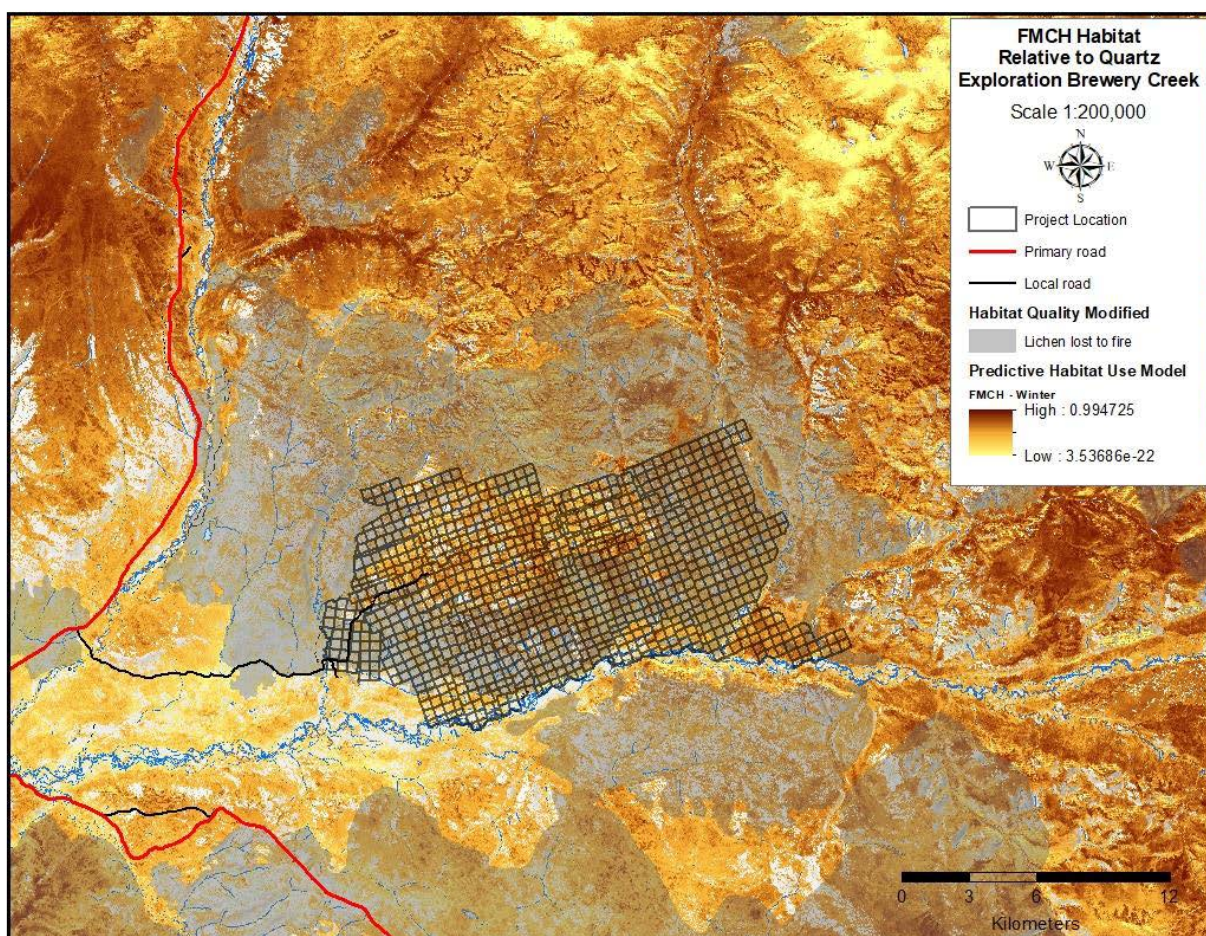 FMCH Habitat
Relative to Quartz
Exploration Brewery Creek
Scale 1:200,000
N
W E
S
Project Location
Primary road
Local road
Habitat Quality Modified
Lichen lost to fire
Predictive Habitat Use Model
FMCH - Winter
High : 0.994725
Low : 3.53686e-22
0 3 6 12
Kilometers